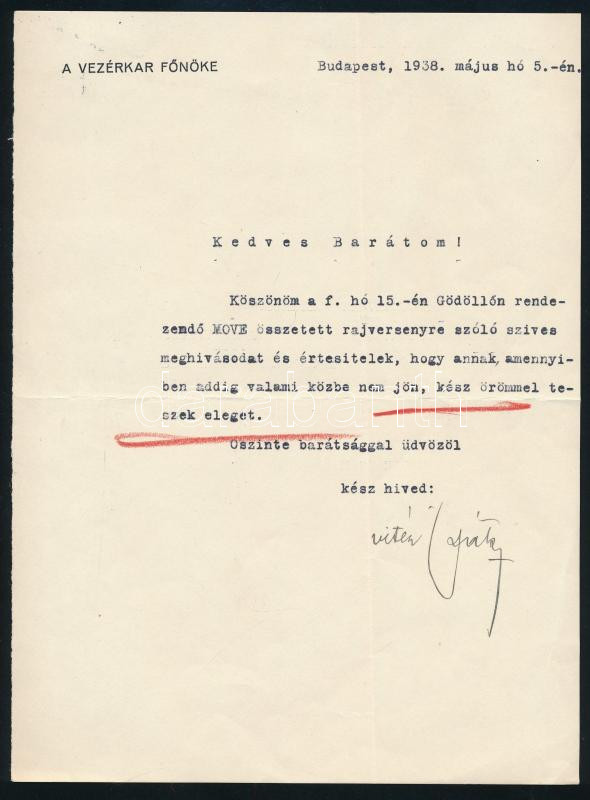 A VEZÉRKAR FŐNÖKE
Budapest, 1938. május hó 5.-én.
Kedves Barátom!
Köszönöm a f. hó 15.-én Gödöllőn rende-
zendő MOVE összetett rajversenyre szóló szives
meghivásodat és értesitelek, hogy annak, amennyi-
ben addig valami közbe nem jön, kész örömmel te-
szek eleget.
Oszinte barátsággal üdvözöl
kész hived:
vitéz
darabanth